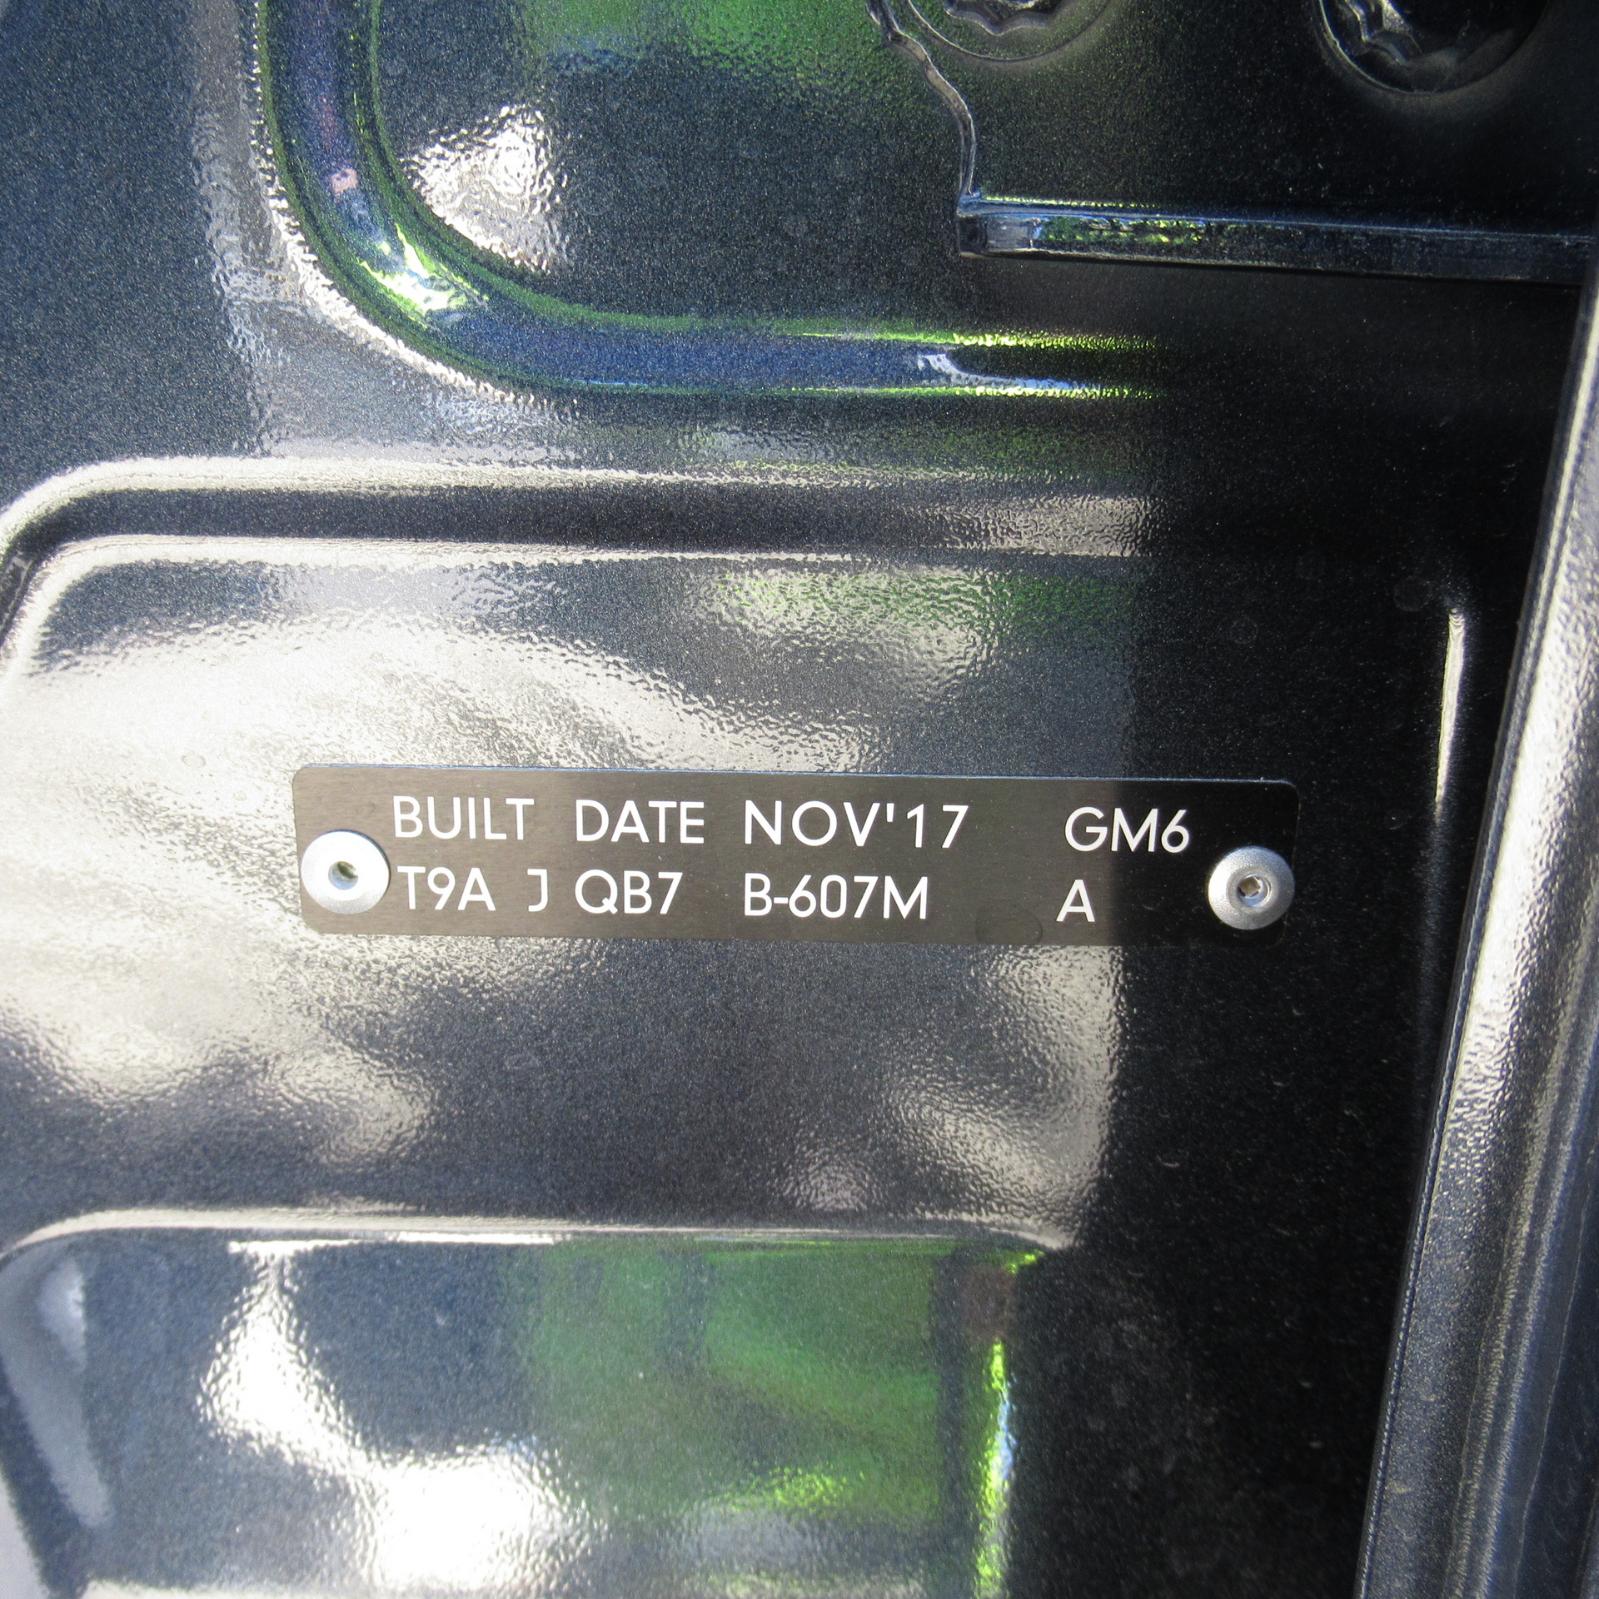 BUILT DATE NOV'17 GM6
T9A J QB7 B-607M A